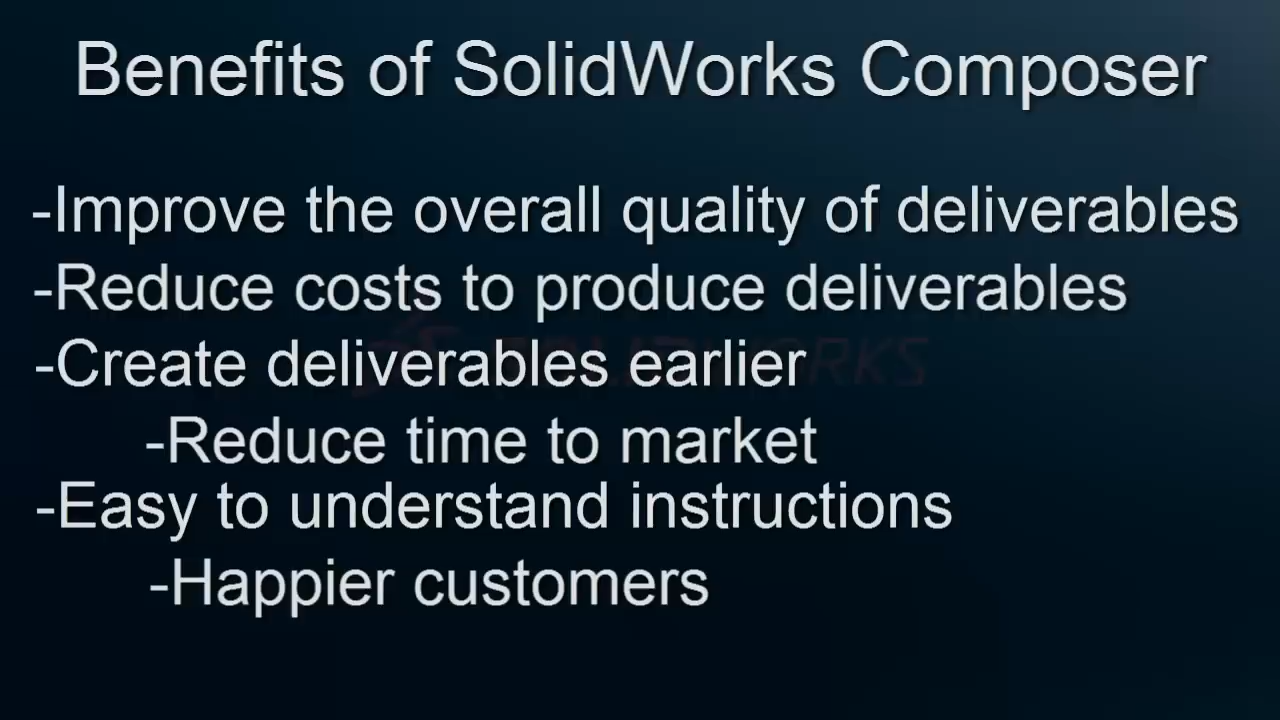 Benefits of SolidWorks Composer
-Improve the overall quality of deliverables
-Reduce costs to produce deliverables
-Create deliverables earlier
-Reduce time to market
-Easy to understand instructions
-Happier customers